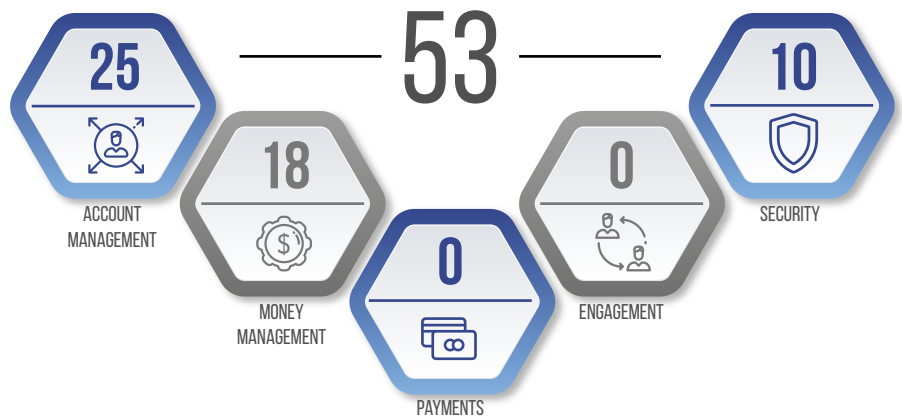 53
25
ACCOUNT
MANAGEMENT
18
$
MONEY
MANAGEMENT
0
PAYMENTS
0
ENGAGEMENT
10
SECURITY